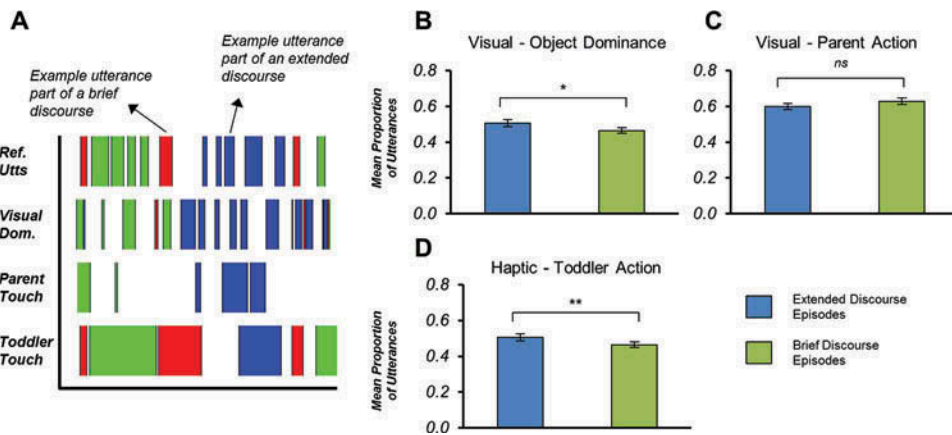 A
Example utterance
part of a brief
discourse
Example utterance
part of an extended
discourse
Ref.
Utts
Visual
Dom.
Parent
Touch
Toddler
Touch
B
Visual - Object Dominance
Mean Proportion
of Utterances
0.8
0.6
0.4
0.2
0.0
*
C
Visual - Parent Action
0.8
0.6
0.4
0.2
0.0
ns
D
Haptic - Toddler Action
Mean Proportion
of Utterances
0.8
0.6
0.4
0.2
0.0
**
Extended Discourse
Episodes
Brief Discourse
Episodes